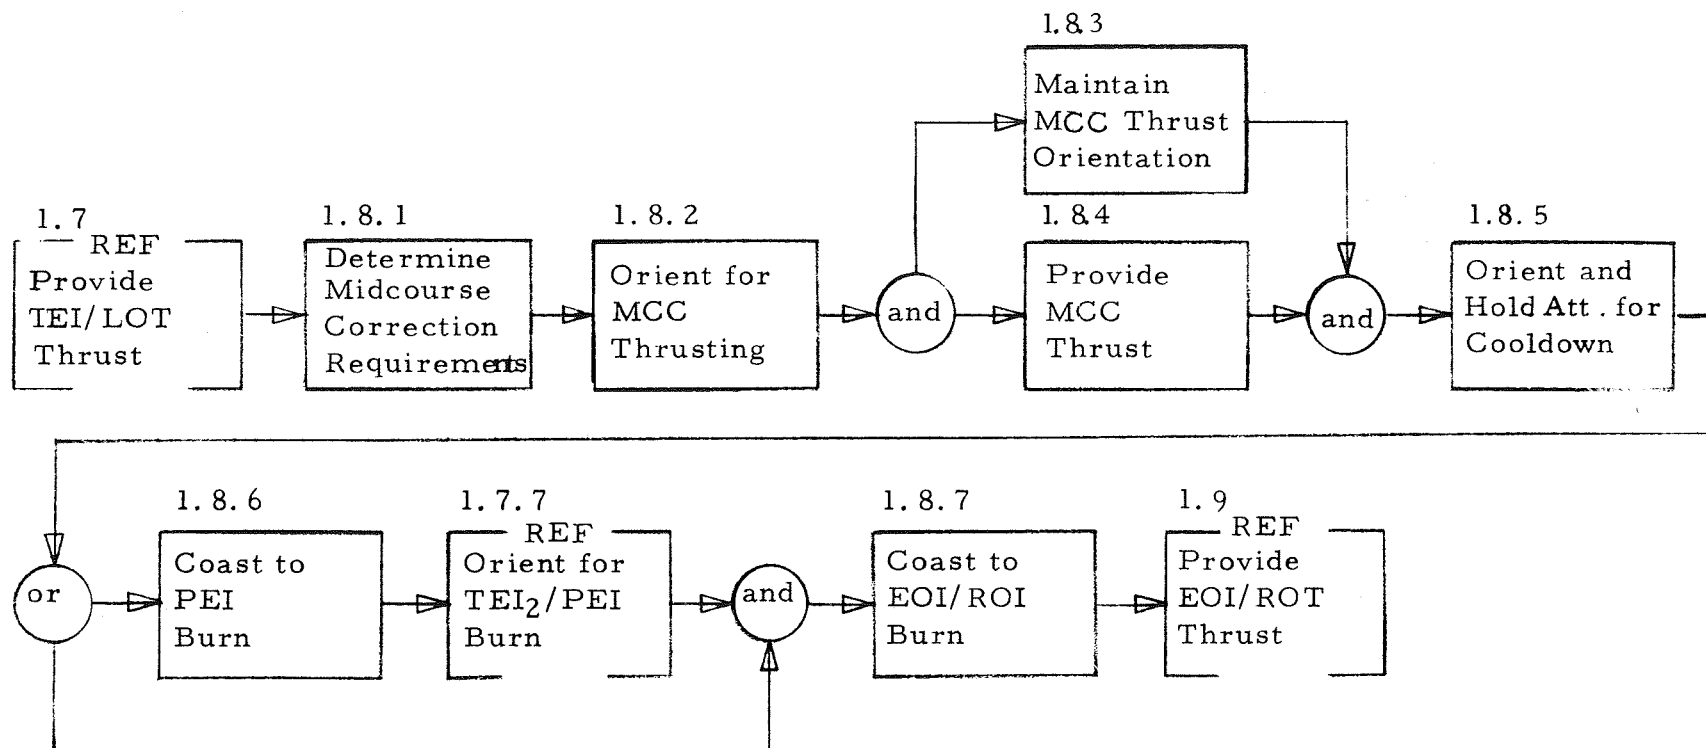 1.7
REF
Provide
TEI/LOT
Thrust
1.8.1
Determine
Midcourse
Correction
Requirements
1.8.2
Orient for
MCC
Thrusting
and
1.8.3
Maintain
MCC Thrust
Orientation
1.8.4
Provide
MCC
Thrust
and
1.8.5
Orient and
Hold Att. for
Cooldown
or
1.8.6
Coast to
PEI
Burn
1.7.7
REF
Orient for
TEI2/PEI
Burn
and
1.8.7
Coast to
EOI/ROI
Burn
1.9
REF
Provide
EOI/ROT
Thrust